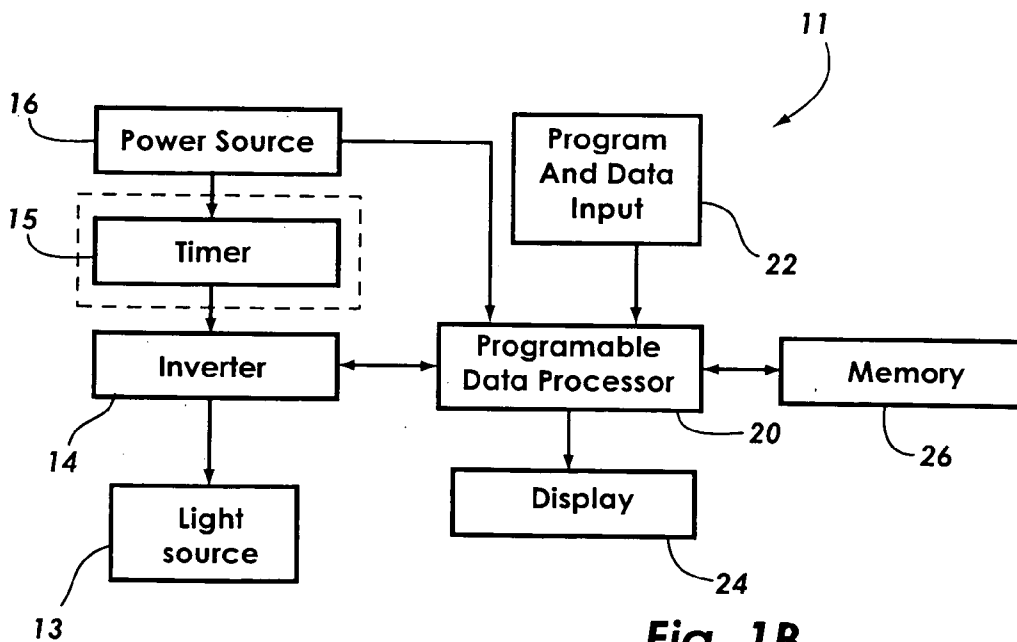 11
16
Power Source
Program
And Data
Input
15
Timer
22
Inverter
Programable
Data Processor
Memory
14
20
26
Light
source
Display
24
13
Fig. 1B